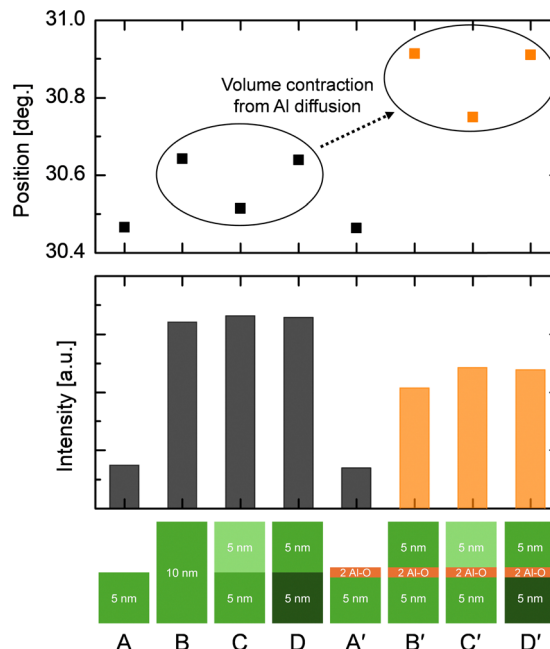 31.0
30.8
30.6
30.4
Position [deg.]
Volume contraction
from Al diffusion
Intensity [a.u.]
5 nm
10 nm
5 nm
5 nm
5 nm
5 nm
2 Al-O
5 nm
5 nm
2 Al-O
5 nm
5 nm
2 Al-O
5 nm
5 nm
2 Al-O
5 nm
A B C D A′ B′ C′ D′